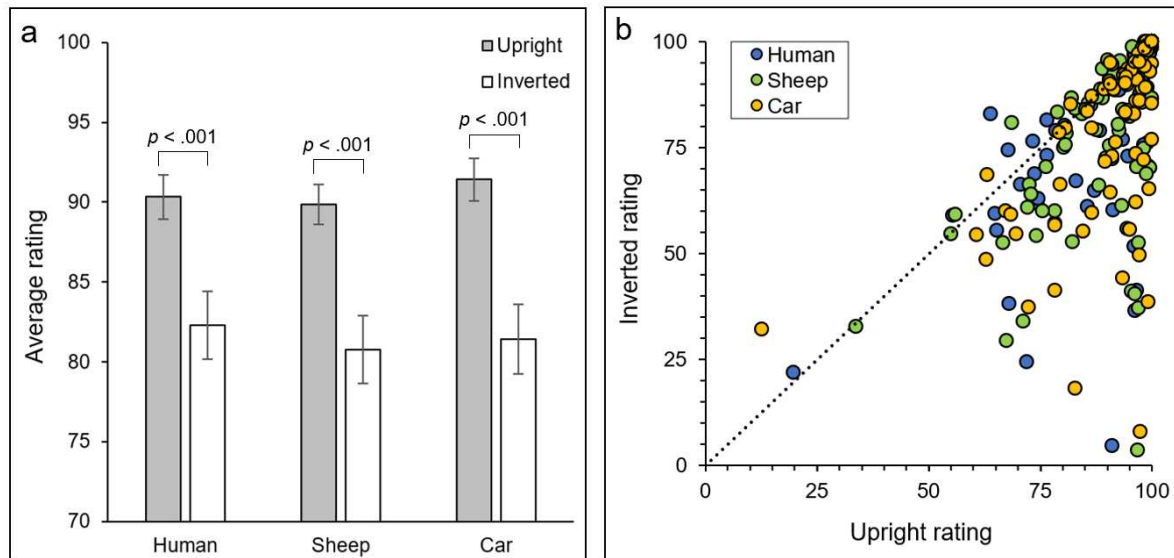 a
100
95
90
85
80
75
70
Average rating
Upright
Inverted
p < .001
p < .001
p < .001
Human
Sheep
Car
b
100
75
50
25
0
Inverted rating
Human
Sheep
Car
0
25
50
75
100
Upright rating